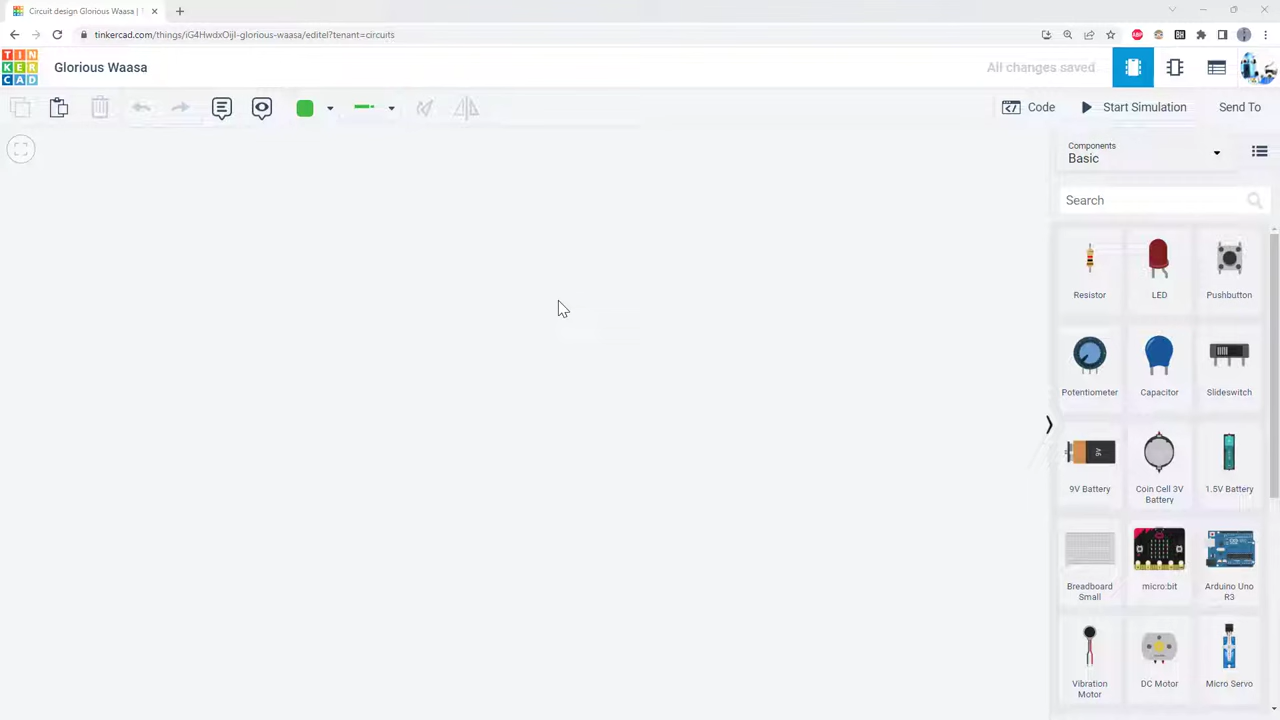 Circuit design Glorious Waasa |
tinkercad.com/things/iG4HwdxOijI-glorious-waasa/editel?tenant=circuits
TIN
KER
CAD
Glorious Waasa
All changes saved
Code
Start Simulation
Send To
Components
Basic
Search
Resistor
LED
Pushbutton
Potentiometer
Capacitor
Slideswitch
9V
9V Battery
Coin Cell 3V
Battery
1.5V Battery
Breadboard
Small
micro:bit
Arduino Uno
R3
Vibration
Motor
DC Motor
Micro Servo